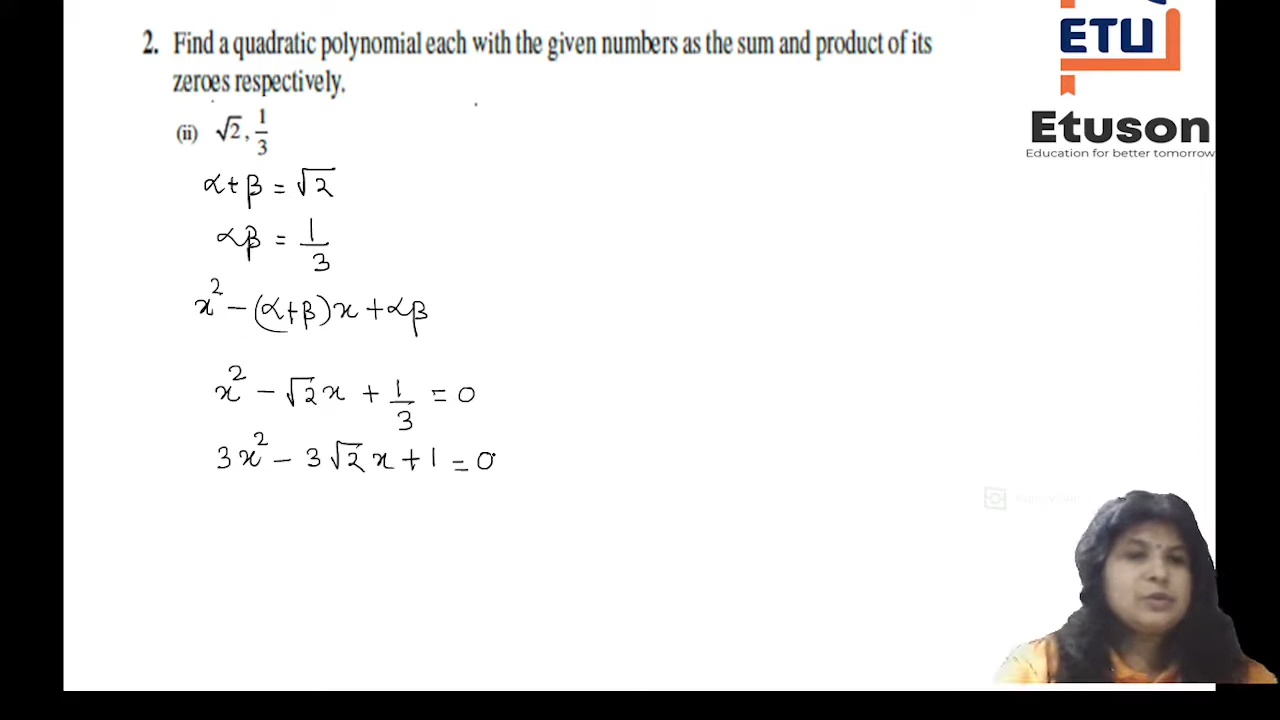 ETU
Etuson
Education for better tomorrow
2. Find a quadratic polynomial each with the given numbers as the sum and product of its
zeroes respectively.
(ii) √2, 1/3
α+β = √2
αβ = 1/3
x² - (α+β)x + αβ
x² - √2x + 1/3 = 0
3x² - 3√2x + 1 = 0